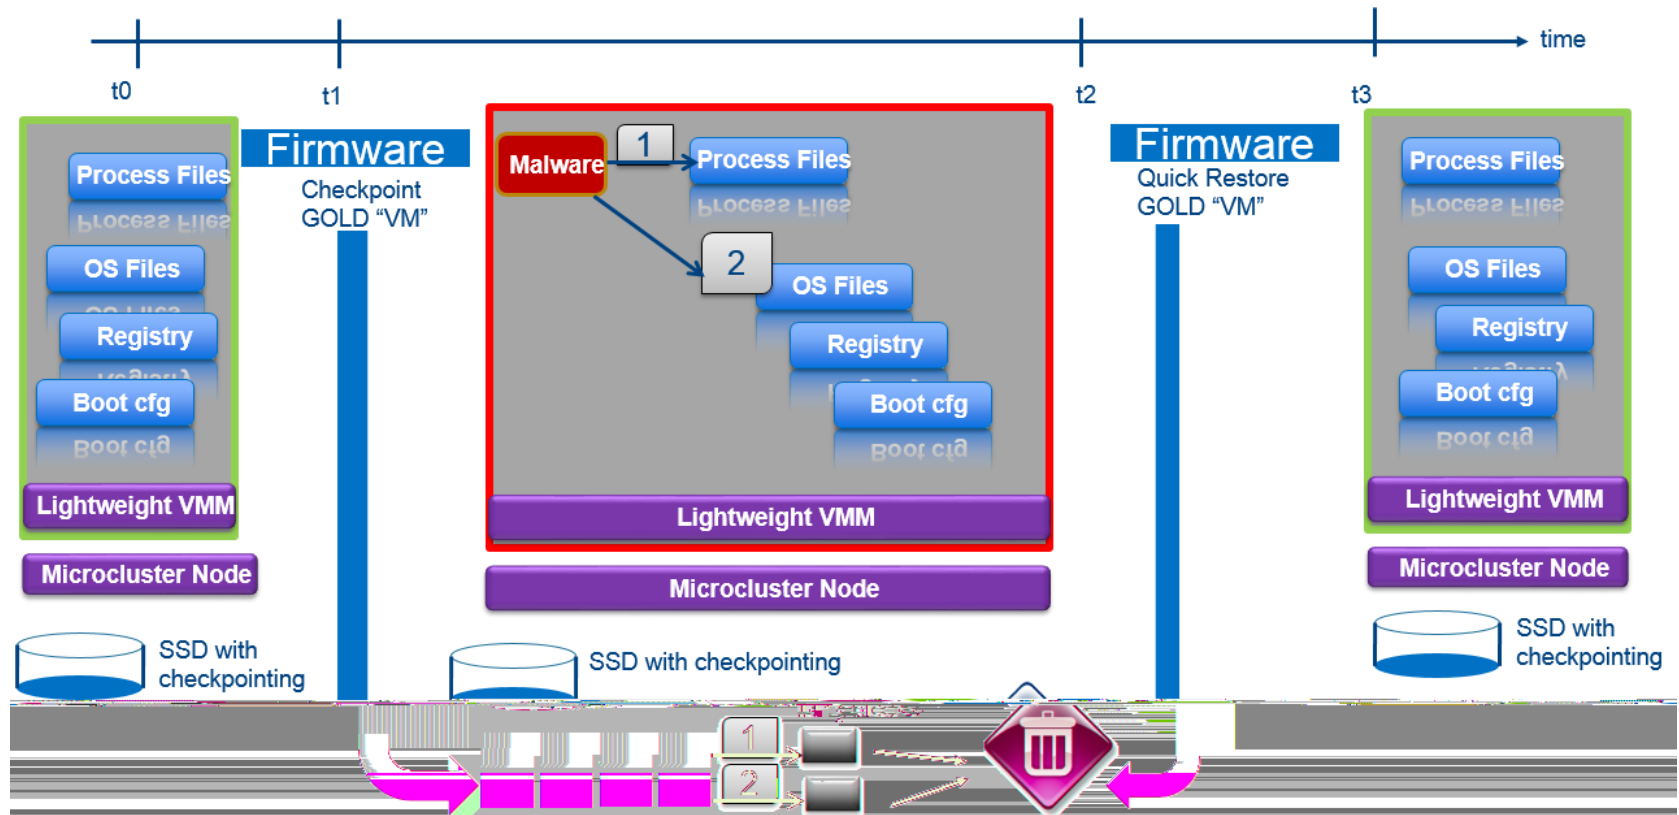 time
t0
t1
t2
t3
Process Files
OS Files
Registry
Boot cfg
Lightweight VMM
Microcluster Node
SSD with
checkpointing
Firmware
Checkpoint
GOLD “VM”
Malware
1
Process Files
2
OS Files
Registry
Boot cfg
Lightweight VMM
Microcluster Node
SSD with checkpointing
1
2
Firmware
Quick Restore
GOLD “VM”
Process Files
OS Files
Registry
Boot cfg
Lightweight VMM
Microcluster Node
SSD with
checkpointing